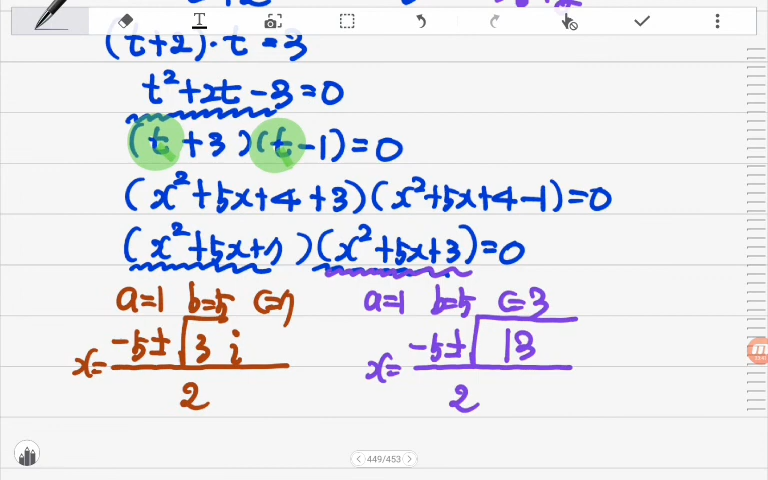 T
(t+2)·t=3
t²+2t-3=0
(t+3)(t-1)=0
(x²+5x+4+3)(x²+5x+4-1)=0
(x²+5x+7)(x²+5x+3)=0
a=1 b=5 c=7
a=1 b=5 c=3
x=(-5±√3 i)/2
x=(-5±√13)/2
449/453